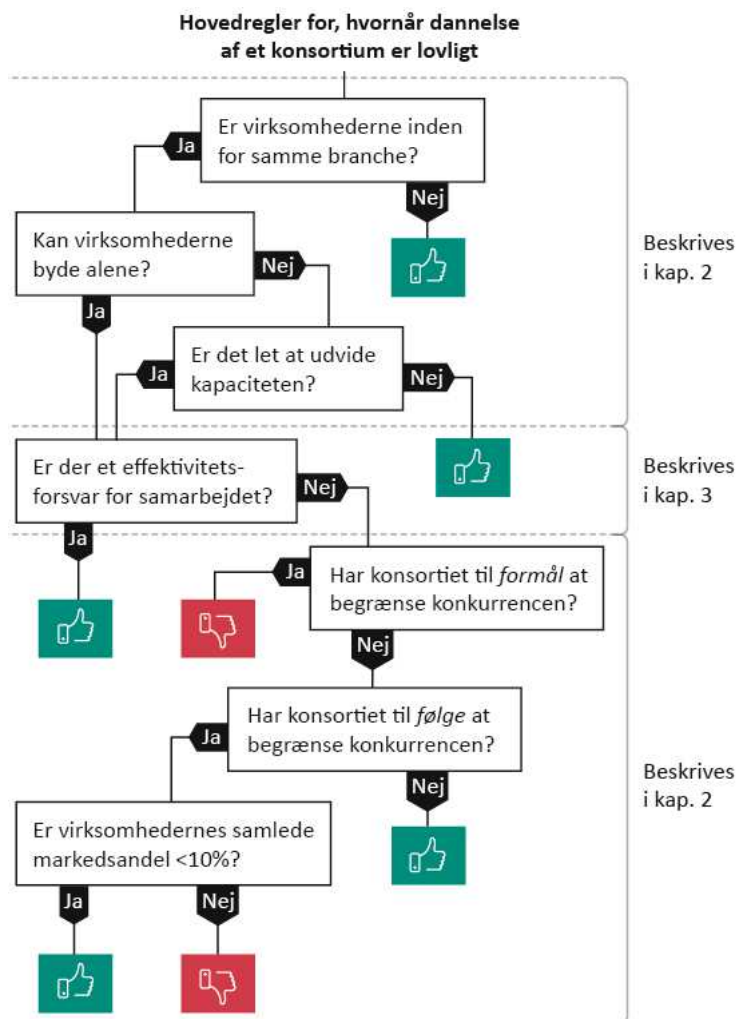 Hovedregler for, hvornår dannelse
af et konsortium er lovligt
Er virksomhederne inden
for samme branche?
Ja
Nej
Kan virksomhederne
byde alene?
Nej
Ja
Beskrives
i kap. 2
Er det let at udvide
kapaciteten?
Ja
Nej
Er der et effektivitets-
forsvar for samarbejdet?
Nej
Ja
Beskrives
i kap. 3
Har konsortiet til formål at
begrænse konkurrencen?
Ja
Nej
Har konsortiet til følge at
begrænse konkurrencen?
Ja
Nej
Beskrives
i kap. 2
Er virksomhedernes samlede
markedsandel <10%?
Ja
Nej